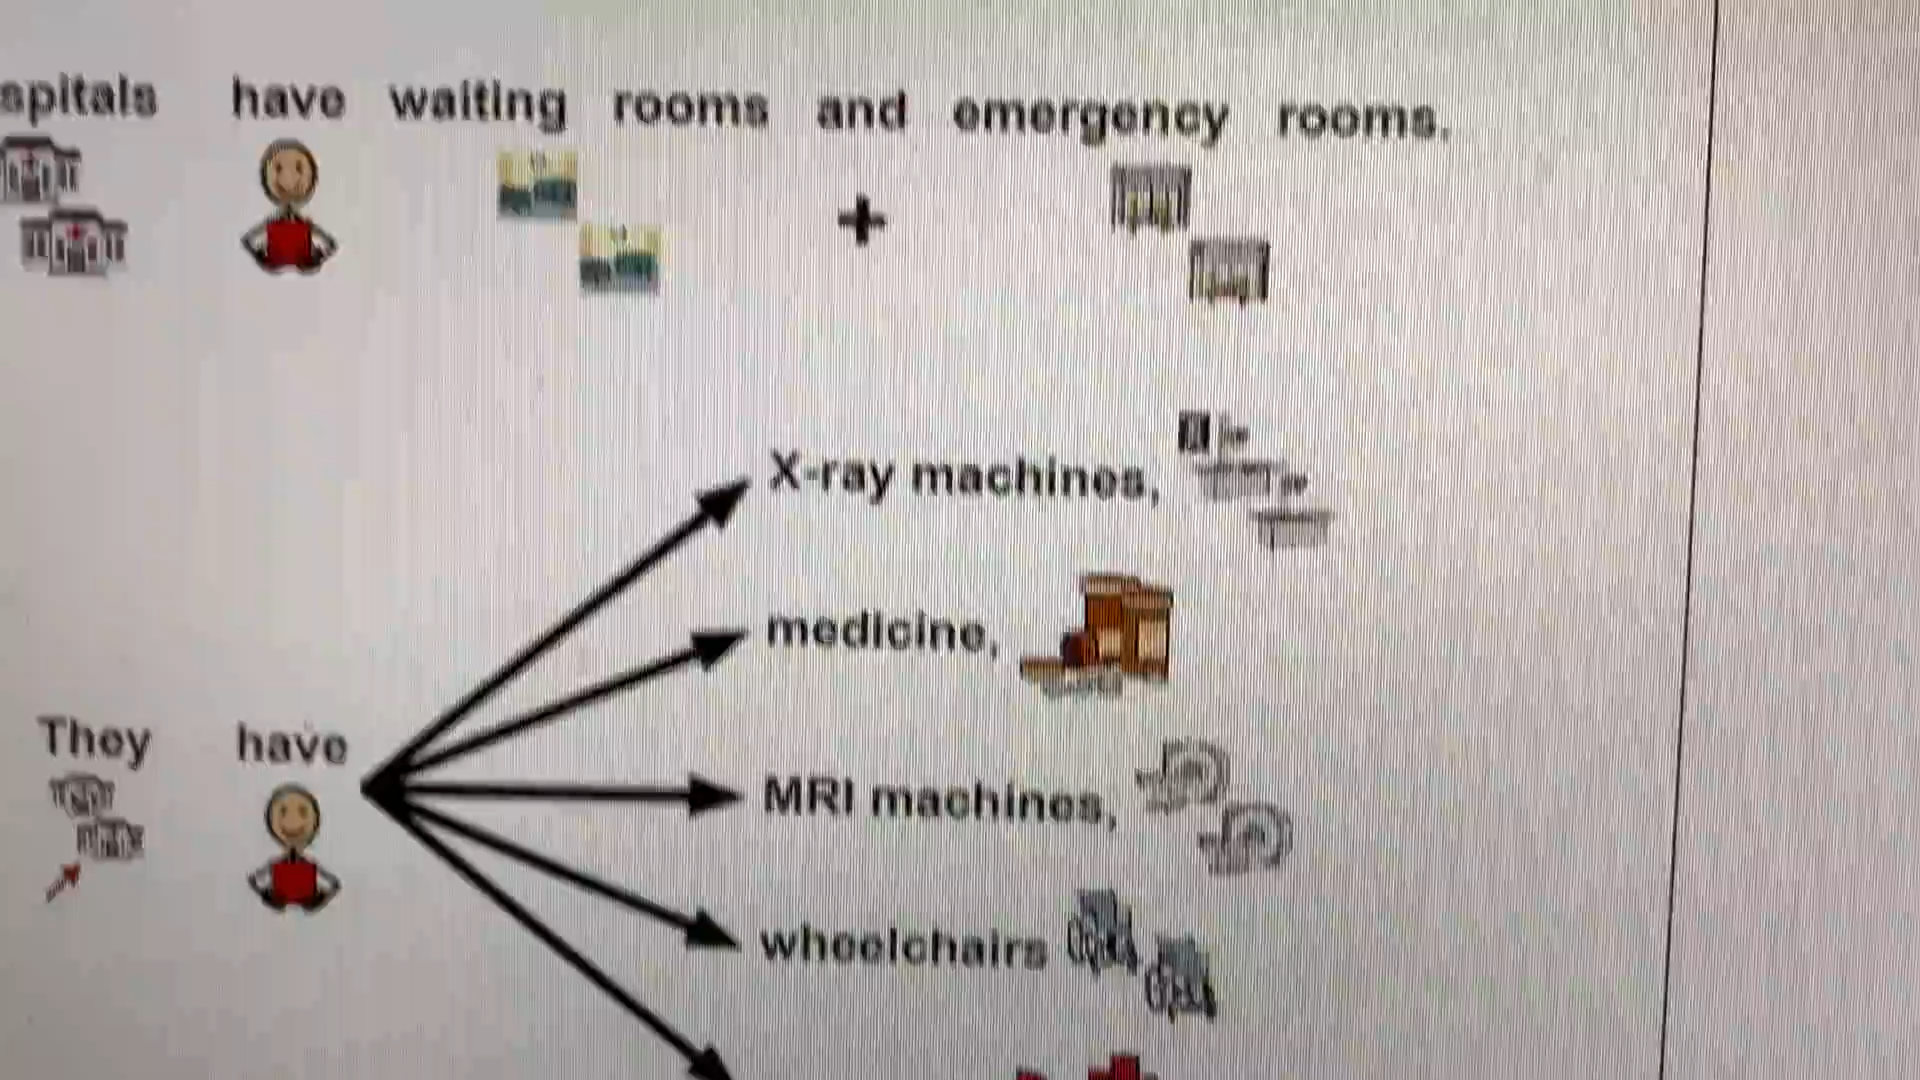 spitals have waiting rooms and emergency rooms.
X-ray machines,
medicine,
They have
MRI machines,
wheelchairs